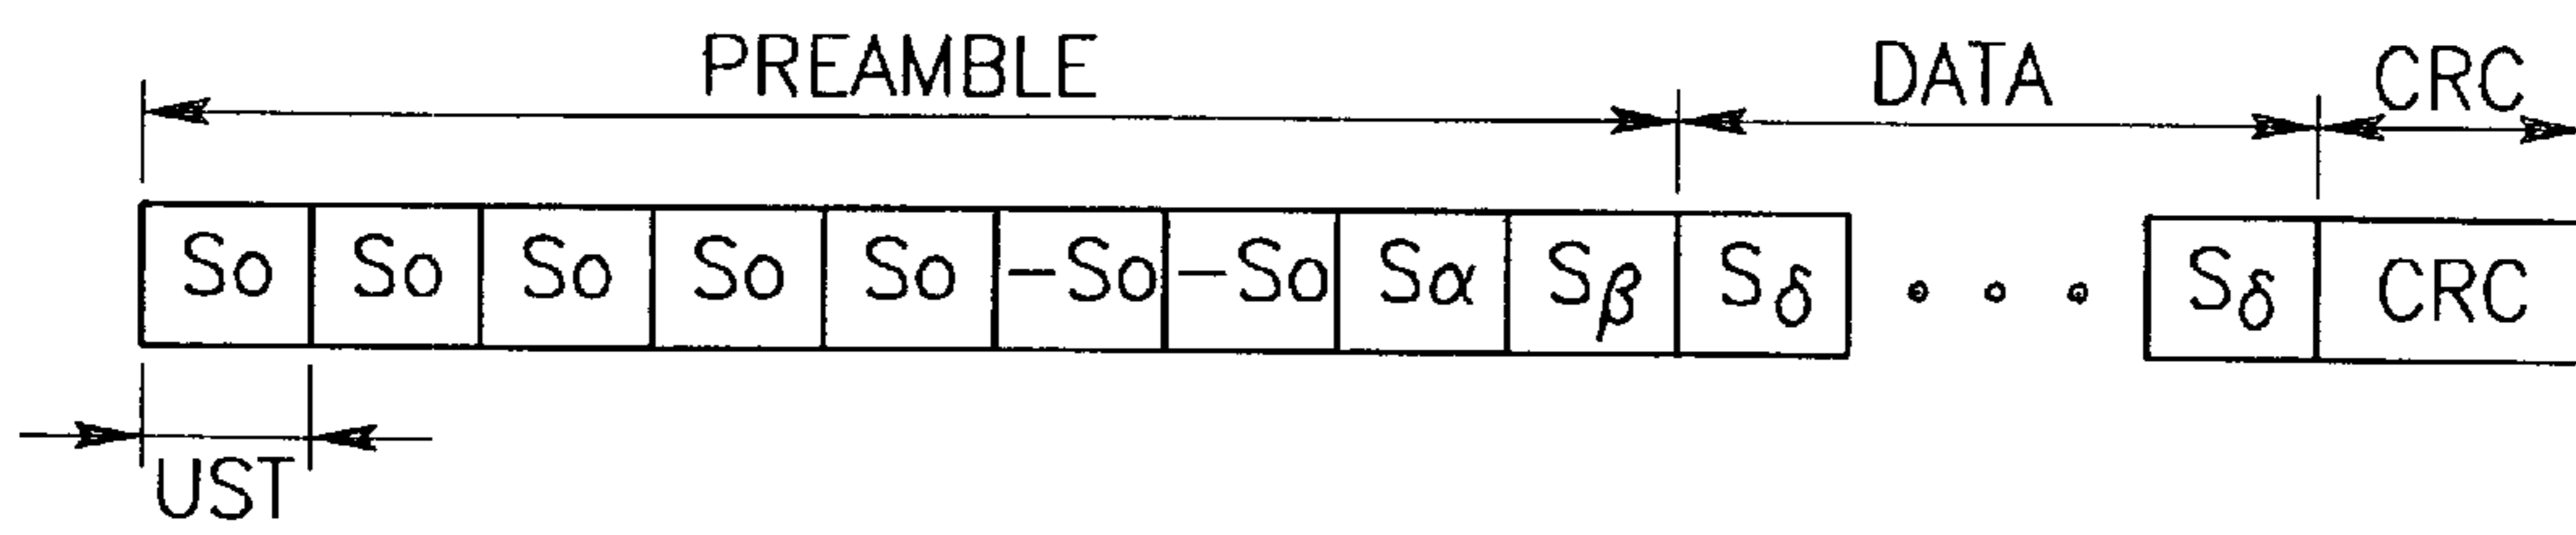 PREAMBLE DATA CRC
So So So So So -So -So Sα Sβ Sδ • • • Sδ CRC
UST